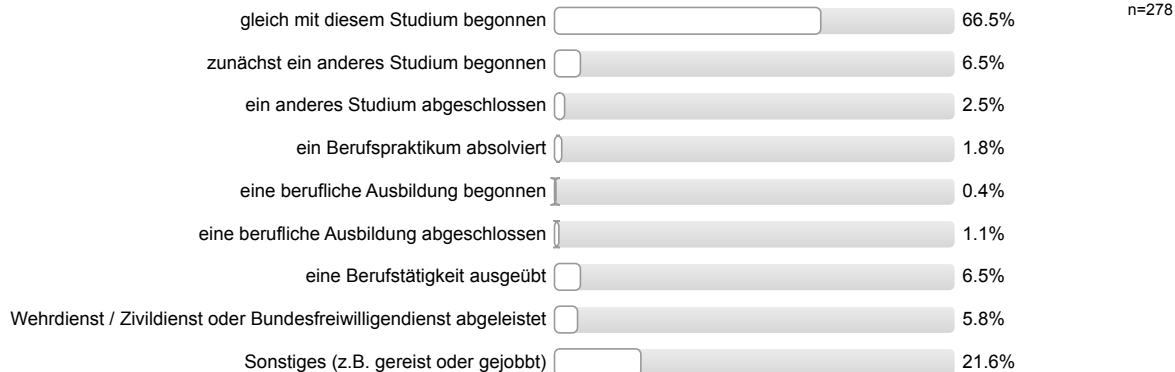 gleich mit diesem Studium begonnen 66.5% n=278
zunächst ein anderes Studium begonnen 6.5%
ein anderes Studium abgeschlossen 2.5%
ein Berufspraktikum absolviert 1.8%
eine berufliche Ausbildung begonnen 0.4%
eine berufliche Ausbildung abgeschlossen 1.1%
eine Berufstätigkeit ausgeübt 6.5%
Wehrdienst / Zivildienst oder Bundesfreiwilligendienst abgeleistet 5.8%
Sonstiges (z.B. gereist oder gejobbt) 21.6%